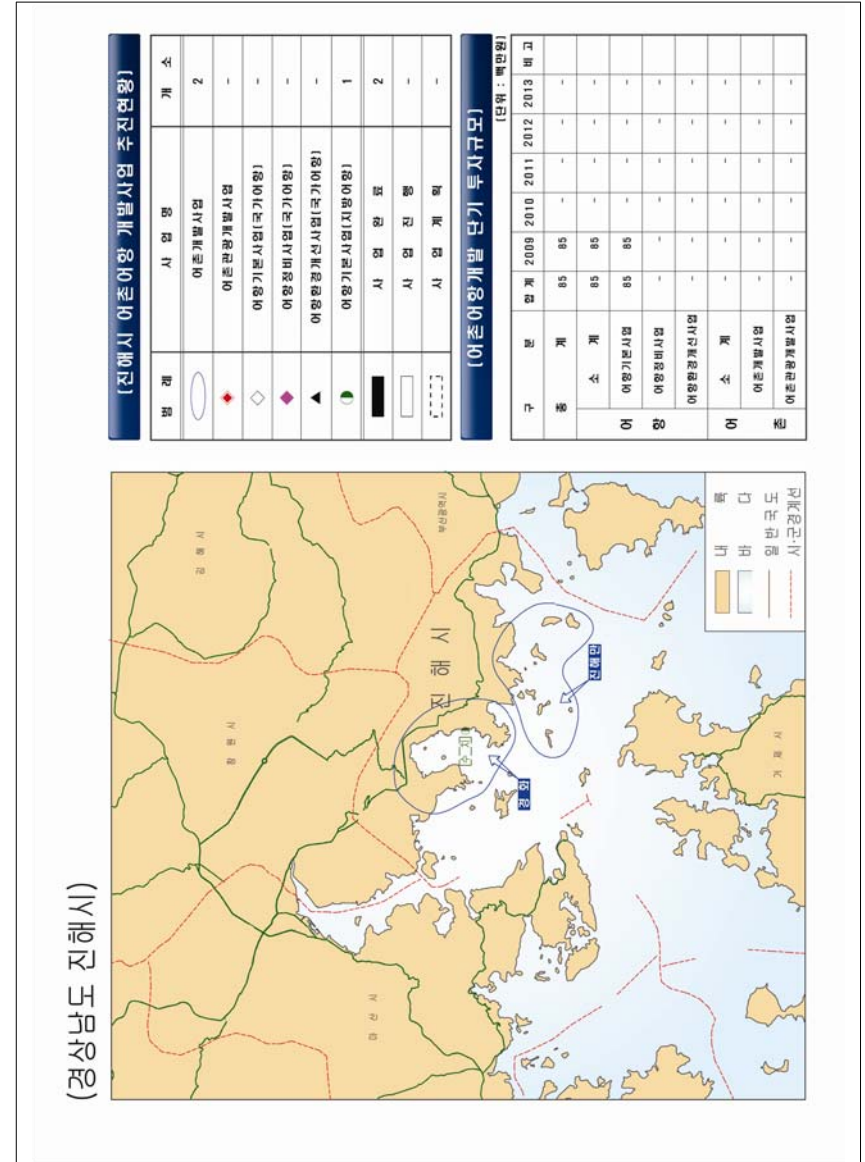 (경상남도 진해시)
김 해 시
부산광역시
창 원 시
진 해 시
마 산 시
거 제 시
수 치
경 화
진해만
내 륙
바 다
일 반 국 도
시·군경계선
[진해시 어촌어항 개발사업 추진현황]
범 례 사 업 명 개 소
어촌개발사업 2
어촌관광개발사업 -
어항기본사업(국가어항) -
어항정비사업(국가어항) -
어항환경개선사업(국가어항) -
어항기본사업(지방어항) 1
사 업 완 료 2
사 업 진 행 -
사 업 계 획 -
[어촌어항개발 단기 투자규모]
(단위 : 백만원)
구 분 합 계 2009 2010 2011 2012 2013 비 고
총 계 85 85 - - - -
어 항 소 계 85 85 - - - -
어항기본사업 85 85 - - - -
어항정비사업 - - - - - -
어항환경개선사업 - - - - - -
어 촌 소 계 - - - - - -
어촌개발사업 - - - - - -
어촌관광개발사업 - - - - - -